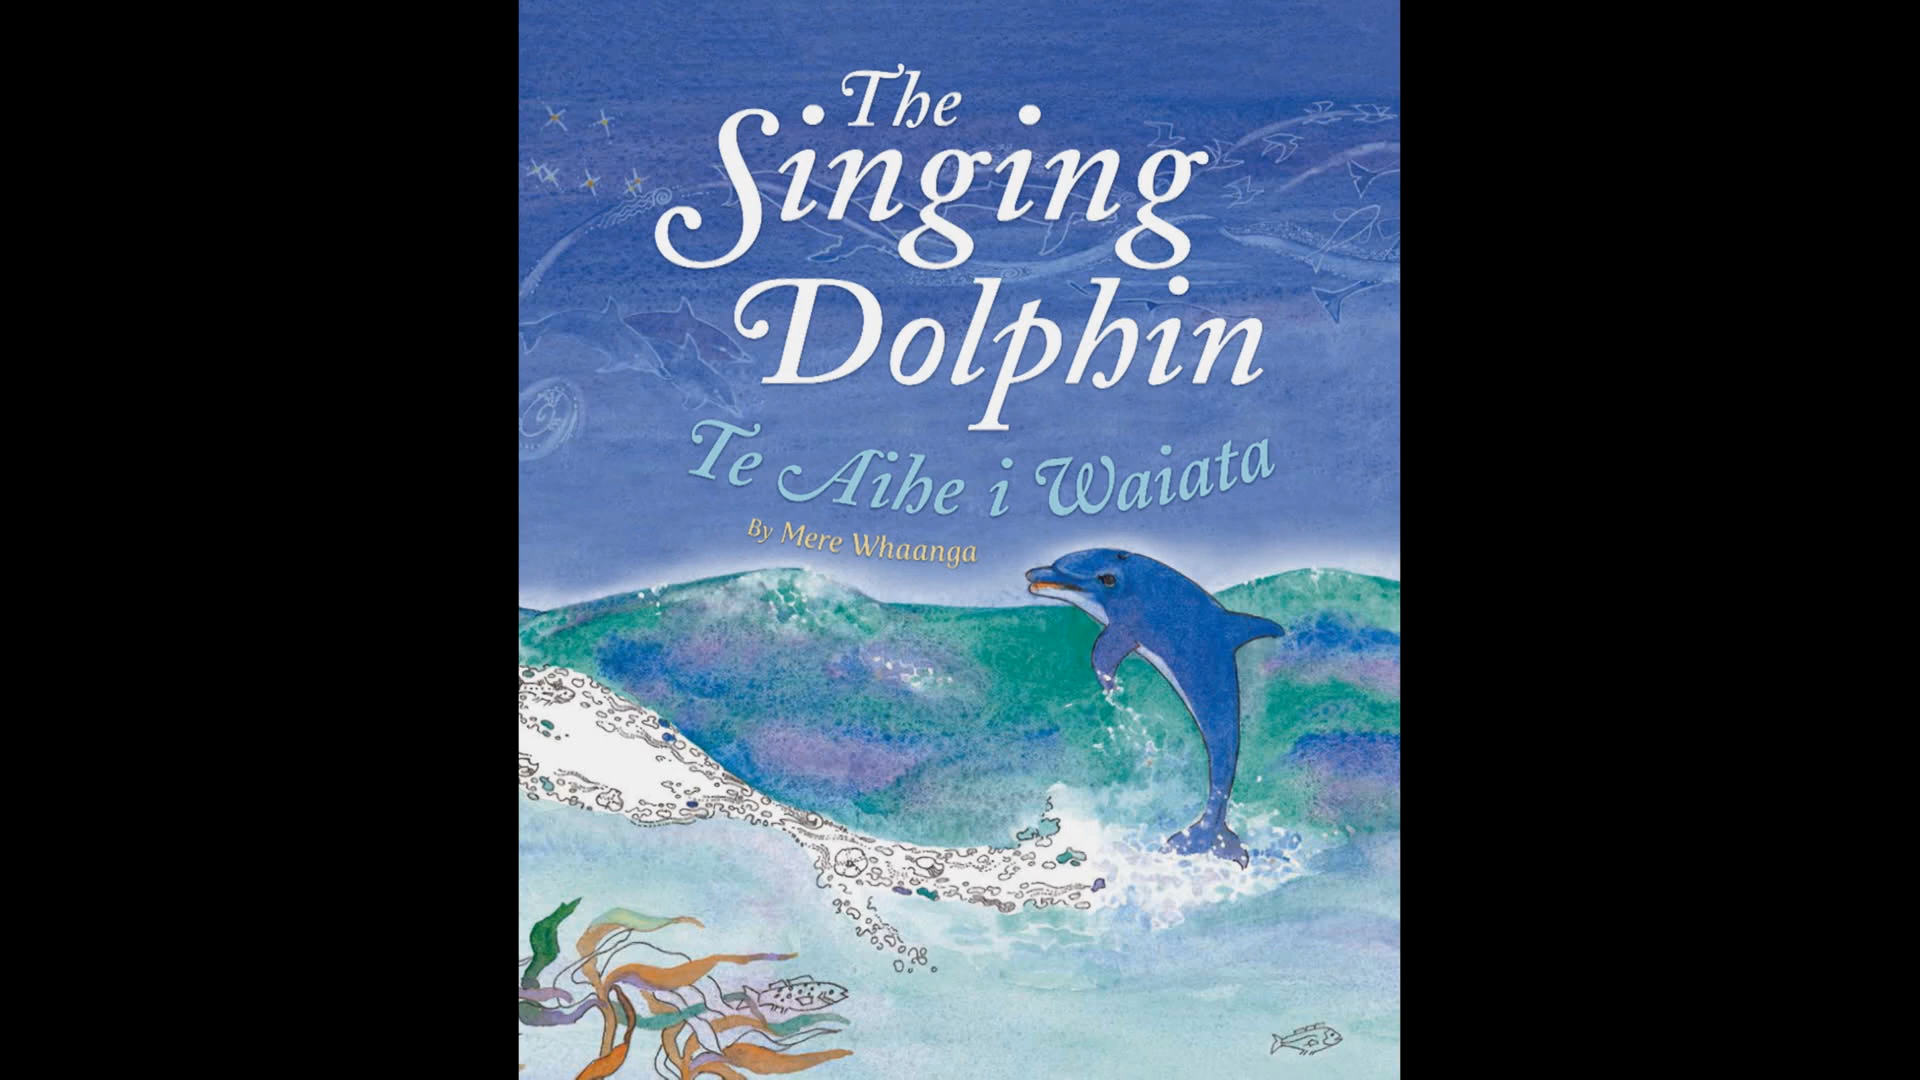 The
Singing
Dolphin
Te Aihe i Waiata
By Mere Whaanga